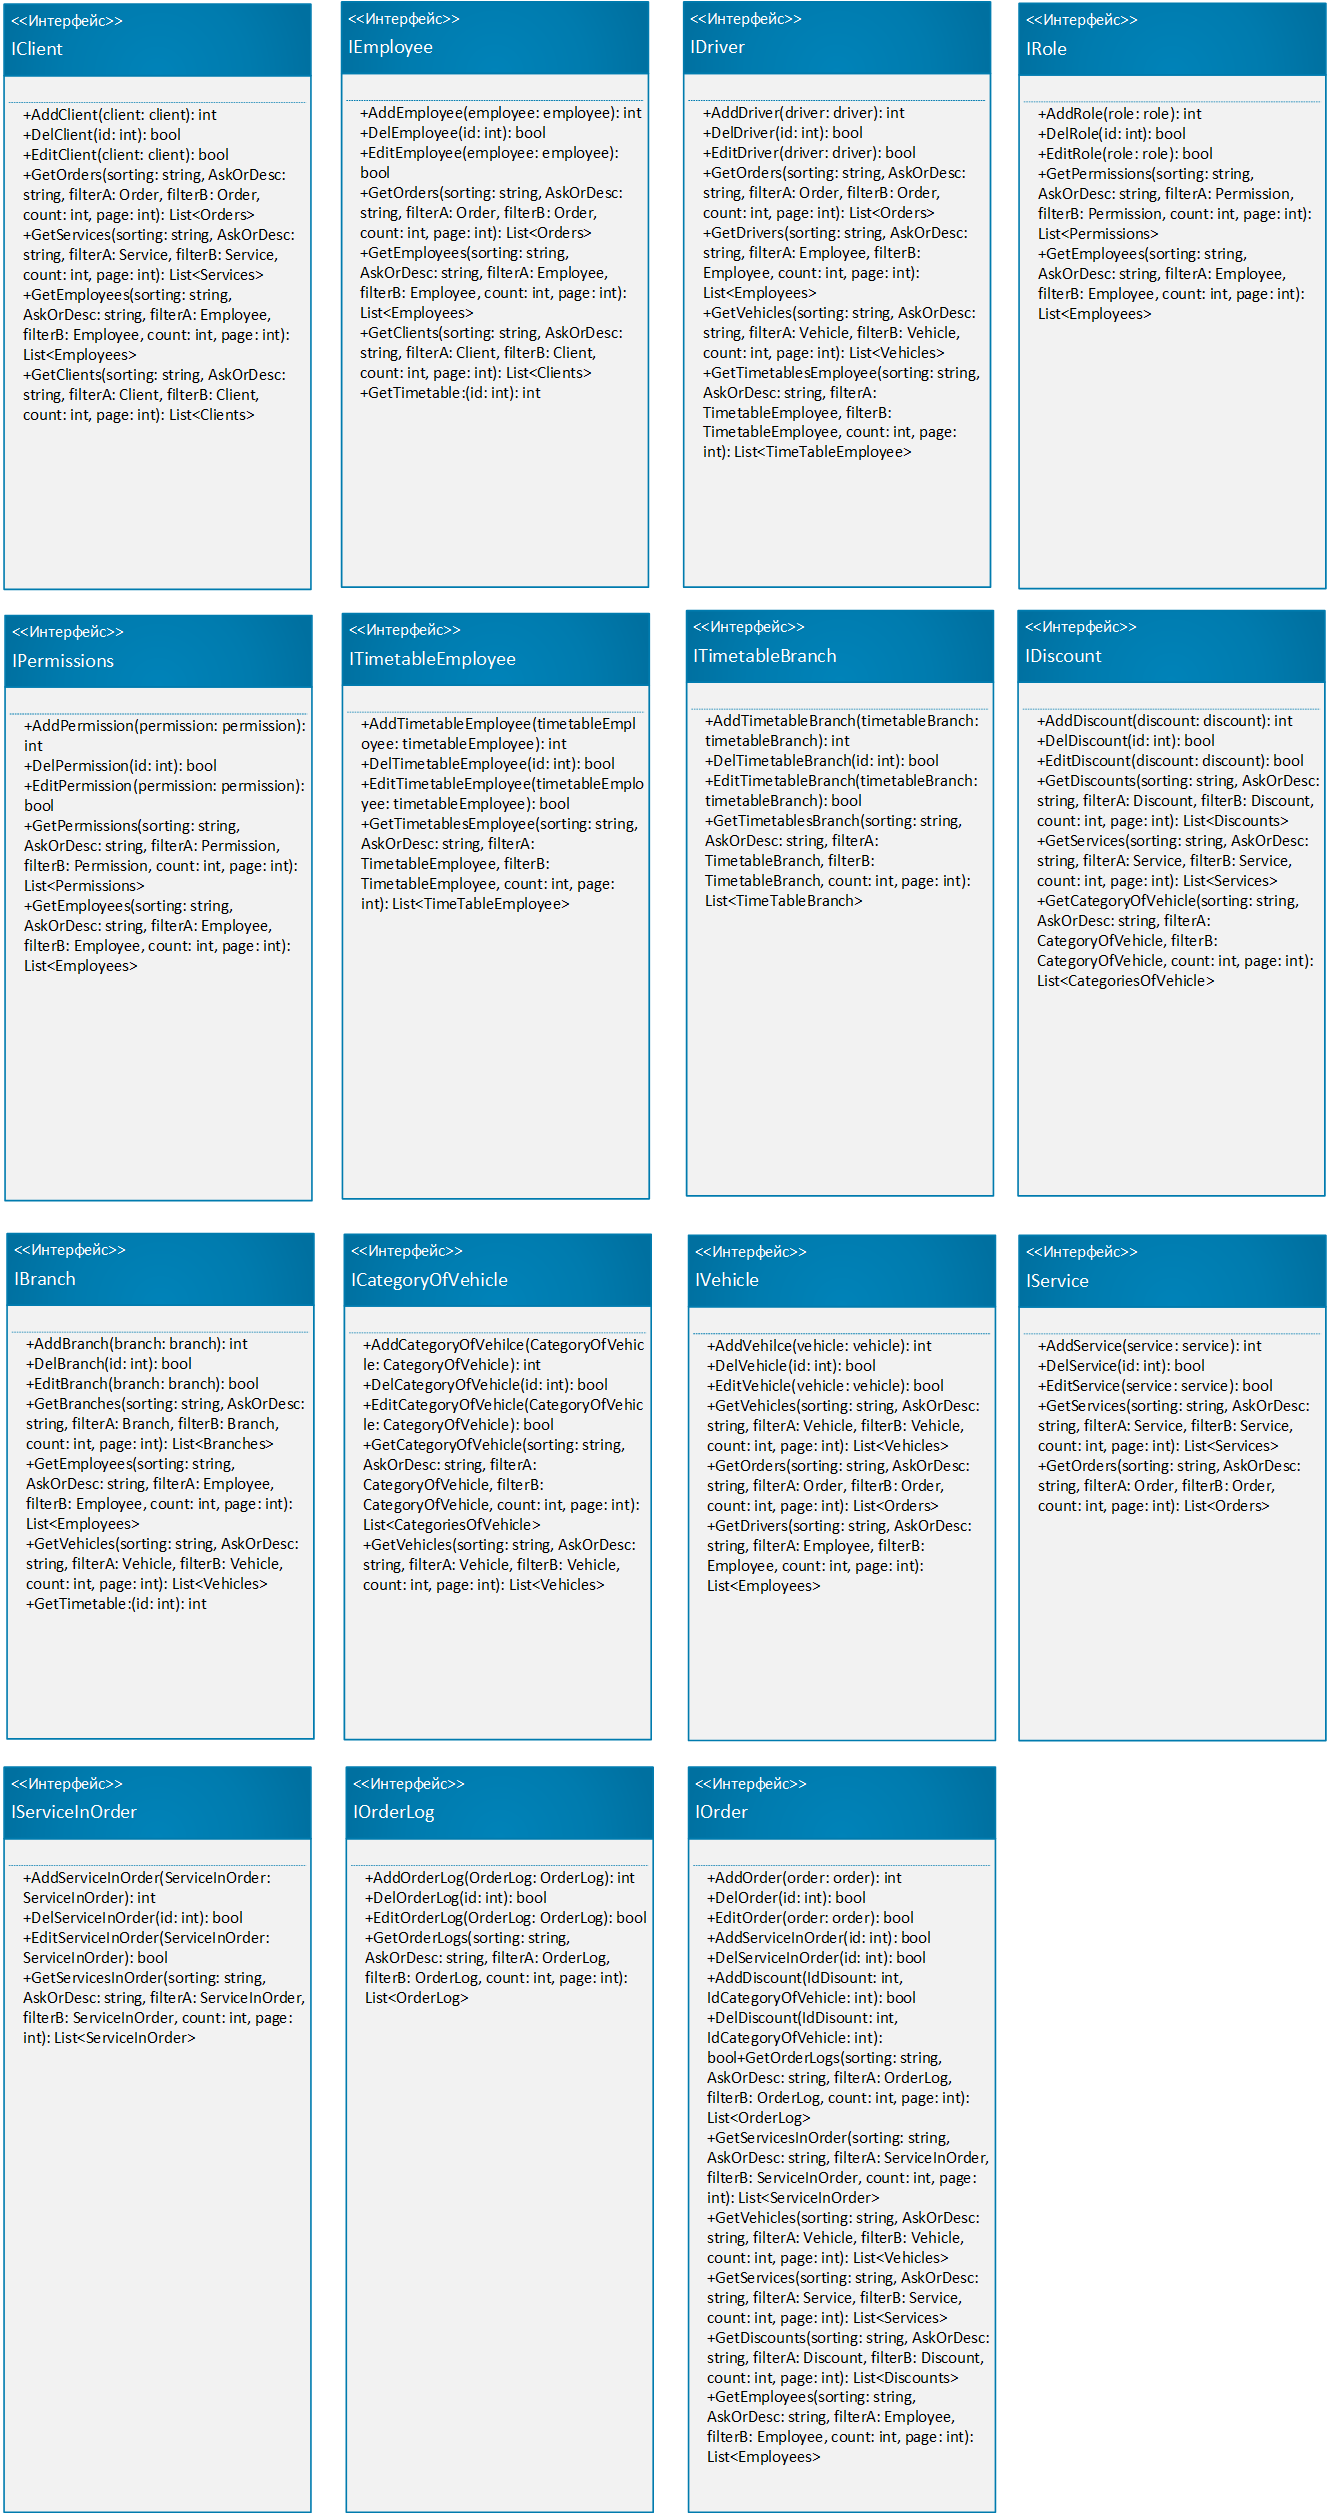 <<Интерфейс>>
IClient
+AddClient(client: client): int
+DelClient(id: int): bool
+EditClient(client: client): bool
+GetOrders(sorting: string, AskOrDesc:
string, filterA: Order, filterB: Order,
count: int, page: int): List<Orders>
+GetServices(sorting: string, AskOrDesc:
string, filterA: Service, filterB: Service,
count: int, page: int): List<Services>
+GetEmployees(sorting: string,
AskOrDesc: string, filterA: Employee,
filterB: Employee, count: int, page: int):
List<Employees>
+GetClients(sorting: string, AskOrDesc:
string, filterA: Client, filterB: Client,
count: int, page: int): List<Clients>
<<Интерфейс>>
IEmployee
+AddEmployee(employee: employee): int
+DelEmployee(id: int): bool
+EditEmployee(employee: employee):
bool
+GetOrders(sorting: string, AskOrDesc:
string, filterA: Order, filterB: Order,
count: int, page: int): List<Orders>
+GetEmployees(sorting: string,
AskOrDesc: string, filterA: Employee,
filterB: Employee, count: int, page: int):
List<Employees>
+GetClients(sorting: string, AskOrDesc:
string, filterA: Client, filterB: Client,
count: int, page: int): List<Clients>
+GetTimetable:(id: int): int
<<Интерфейс>>
IDriver
+AddDriver(driver: driver): int
+DelDriver(id: int): bool
+EditDriver(driver: driver): bool
+GetOrders(sorting: string, AskOrDesc:
string, filterA: Order, filterB: Order,
count: int, page: int): List<Orders>
+GetDrivers(sorting: string, AskOrDesc:
string, filterA: Employee, filterB:
Employee, count: int, page: int):
List<Employees>
+GetVehicles(sorting: string, AskOrDesc:
string, filterA: Vehicle, filterB: Vehicle,
count: int, page: int): List<Vehicles>
+GetTimetablesEmployee(sorting: string,
AskOrDesc: string, filterA:
TimetableEmployee, filterB:
TimetableEmployee, count: int, page:
int): List<TimeTableEmployee>
<<Интерфейс>>
IRole
+AddRole(role: role): int
+DelRole(id: int): bool
+EditRole(role: role): bool
+GetPermissions(sorting: string,
AskOrDesc: string, filterA: Permission,
filterB: Permission, count: int, page: int):
List<Permissions>
+GetEmployees(sorting: string,
AskOrDesc: string, filterA: Employee,
filterB: Employee, count: int, page: int):
List<Employees>
<<Интерфейс>>
IPermissions
+AddPermission(permission: permission):
int
+DelPermission(id: int): bool
+EditPermission(permission: permission):
bool
+GetPermissions(sorting: string,
AskOrDesc: string, filterA: Permission,
filterB: Permission, count: int, page: int):
List<Permissions>
+GetEmployees(sorting: string,
AskOrDesc: string, filterA: Employee,
filterB: Employee, count: int, page: int):
List<Employees>
<<Интерфейс>>
ITimetableEmployee
+AddTimetableEmployee(timetableEmpl
oyee: timetableEmployee): int
+DelTimetableEmployee(id: int): bool
+EditTimetableEmployee(timetableEmplo
yee: timetableEmployee): bool
+GetTimetablesEmployee(sorting: string,
AskOrDesc: string, filterA:
TimetableEmployee, filterB:
TimetableEmployee, count: int, page:
int): List<TimeTableEmployee>
<<Интерфейс>>
ITimetableBranch
+AddTimetableBranch(timetableBranch:
timetableBranch): int
+DelTimetableBranch(id: int): bool
+EditTimetableBranch(timetableBranch:
timetableBranch): bool
+GetTimetablesBranch(sorting: string,
AskOrDesc: string, filterA:
TimetableBranch, filterB:
TimetableBranch, count: int, page: int):
List<TimeTableBranch>
<<Интерфейс>>
IDiscount
+AddDiscount(discount: discount): int
+DelDiscount(id: int): bool
+EditDiscount(discount: discount): bool
+GetDiscounts(sorting: string, AskOrDesc:
string, filterA: Discount, filterB: Discount,
count: int, page: int): List<Discounts>
+GetServices(sorting: string, AskOrDesc:
string, filterA: Service, filterB: Service,
count: int, page: int): List<Services>
+GetCategoryOfVehicle(sorting: string,
AskOrDesc: string, filterA:
CategoryOfVehicle, filterB:
CategoryOfVehicle, count: int, page: int):
List<CategoriesOfVehicle>
<<Интерфейс>>
IBranch
+AddBranch(branch: branch): int
+DelBranch(id: int): bool
+EditBranch(branch: branch): bool
+GetBranches(sorting: string, AskOrDesc:
string, filterA: Branch, filterB: Branch,
count: int, page: int): List<Branches>
+GetEmployees(sorting: string,
AskOrDesc: string, filterA: Employee,
filterB: Employee, count: int, page: int):
List<Employees>
+GetVehicles(sorting: string, AskOrDesc:
string, filterA: Vehicle, filterB: Vehicle,
count: int, page: int): List<Vehicles>
+GetTimetable:(id: int): int
<<Интерфейс>>
ICategoryOfVehicle
+AddCategoryOfVehilce(CategoryOfVehic
le: CategoryOfVehicle): int
+DelCategoryOfVehicle(id: int): bool
+EditCategoryOfVehicle(CategoryOfVehic
le: CategoryOfVehicle): bool
+GetCategoryOfVehicle(sorting: string,
AskOrDesc: string, filterA:
CategoryOfVehicle, filterB:
CategoryOfVehicle, count: int, page: int):
List<CategoriesOfVehicle>
+GetVehicles(sorting: string, AskOrDesc:
string, filterA: Vehicle, filterB: Vehicle,
count: int, page: int): List<Vehicles>
<<Интерфейс>>
IVehicle
+AddVehilce(vehicle: vehicle): int
+DelVehicle(id: int): bool
+EditVehicle(vehicle: vehicle): bool
+GetVehicles(sorting: string, AskOrDesc:
string, filterA: Vehicle, filterB: Vehicle,
count: int, page: int): List<Vehicles>
+GetOrders(sorting: string, AskOrDesc:
string, filterA: Order, filterB: Order,
count: int, page: int): List<Orders>
+GetDrivers(sorting: string, AskOrDesc:
string, filterA: Employee, filterB:
Employee, count: int, page: int):
List<Employees>
<<Интерфейс>>
IService
+AddService(service: service): int
+DelService(id: int): bool
+EditService(service: service): bool
+GetServices(sorting: string, AskOrDesc:
string, filterA: Service, filterB: Service,
count: int, page: int): List<Services>
+GetOrders(sorting: string, AskOrDesc:
string, filterA: Order, filterB: Order,
count: int, page: int): List<Orders>
<<Интерфейс>>
IServiceInOrder
+AddServiceInOrder(ServiceInOrder:
ServiceInOrder): int
+DelServiceInOrder(id: int): bool
+EditServiceInOrder(ServiceInOrder:
ServiceInOrder): bool
+GetServicesInOrder(sorting: string,
AskOrDesc: string, filterA: ServiceInOrder,
filterB: ServiceInOrder, count: int, page:
int): List<ServiceInOrder>
<<Интерфейс>>
IOrderLog
+AddOrderLog(OrderLog: OrderLog): int
+DelOrderLog(id: int): bool
+EditOrderLog(OrderLog: OrderLog): bool
+GetOrderLogs(sorting: string,
AskOrDesc: string, filterA: OrderLog,
filterB: OrderLog, count: int, page: int):
List<OrderLog>
<<Интерфейс>>
IOrder
+AddOrder(order: order): int
+DelOrder(id: int): bool
+EditOrder(order: order): bool
+AddServiceInOrder(id: int): bool
+DelServiceInOrder(id: int): bool
+AddDiscount(IdDisount: int,
IdCategoryOfVehicle: int): bool
+DelDiscount(IdDisount: int,
IdCategoryOfVehicle: int):
bool+GetOrderLogs(sorting: string,
AskOrDesc: string, filterA: OrderLog,
filterB: OrderLog, count: int, page: int):
List<OrderLog>
+GetServicesInOrder(sorting: string,
AskOrDesc: string, filterA: ServiceInOrder,
filterB: ServiceInOrder, count: int, page:
int): List<ServiceInOrder>
+GetVehicles(sorting: string, AskOrDesc:
string, filterA: Vehicle, filterB: Vehicle,
count: int, page: int): List<Vehicles>
+GetServices(sorting: string, AskOrDesc:
string, filterA: Service, filterB: Service,
count: int, page: int): List<Services>
+GetDiscounts(sorting: string, AskOrDesc:
string, filterA: Discount, filterB: Discount,
count: int, page: int): List<Discounts>
+GetEmployees(sorting: string,
AskOrDesc: string, filterA: Employee,
filterB: Employee, count: int, page: int):
List<Employees>